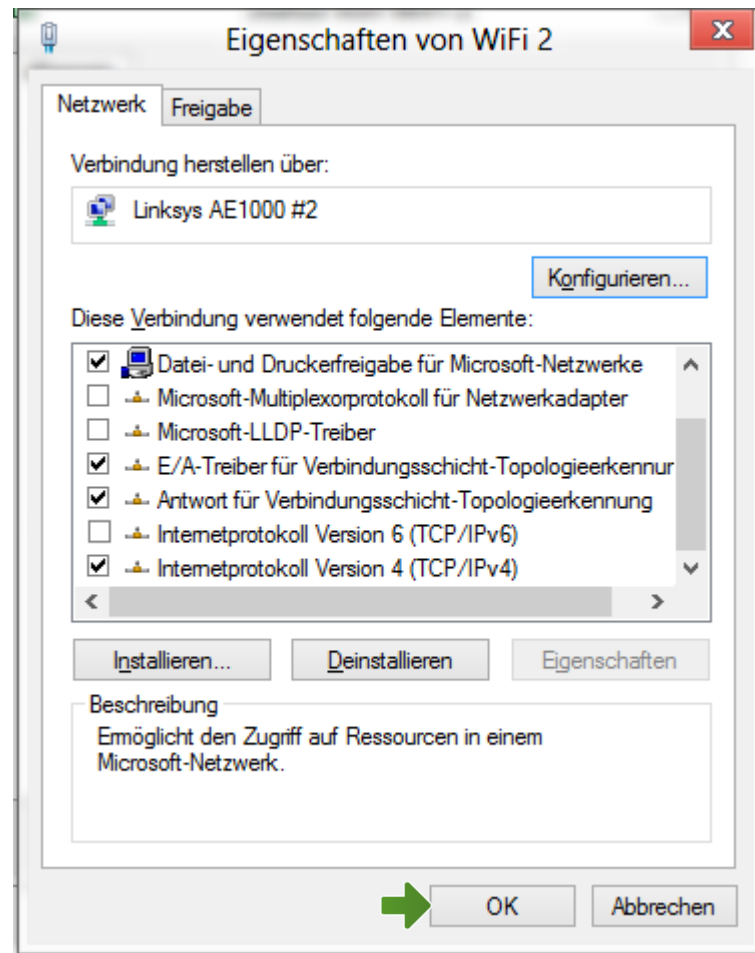 Eigenschaften von WiFi 2
Netzwerk
Freigabe
Verbindung herstellen über:
Linksys AE1000 #2
Konfigurieren...
Diese Verbindung verwendet folgende Elemente:
Datei- und Druckerfreigabe für Microsoft-Netzwerke
Microsoft-Multiplexorprotokoll für Netzwerkadapter
Microsoft-LLDP-Treiber
E/A-Treiber für Verbindungsschicht-Topologieerkennur
Antwort für Verbindungsschicht-Topologieerkennung
Internetprotokoll Version 6 (TCP/IPv6)
Internetprotokoll Version 4 (TCP/IPv4)
Installieren...
Deinstallieren
Eigenschaften
Beschreibung
Ermöglicht den Zugriff auf Ressourcen in einem
Microsoft-Netzwerk.
OK
Abbrechen